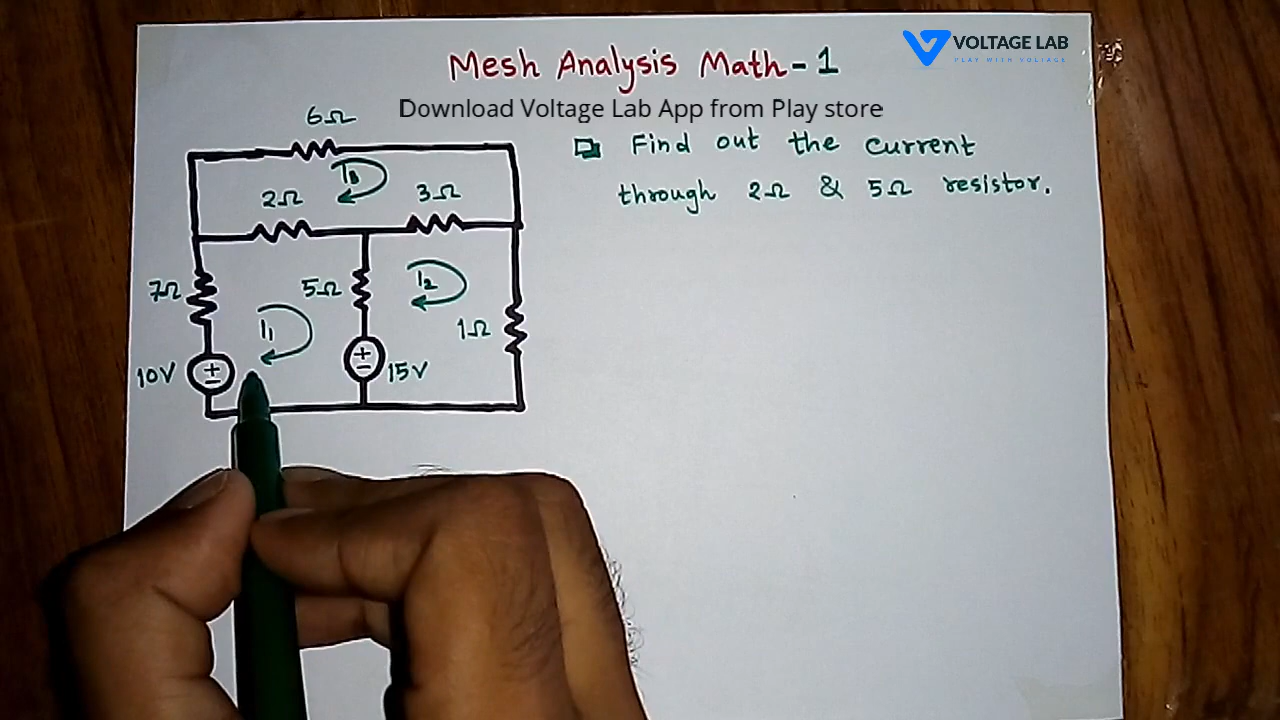 VOLTAGE LAB
PLAY WITH VOLTAGE
Mesh Analysis Math-1
Download Voltage Lab App from Play store
Find out the current
through 2Ω & 5Ω resistor.
6Ω
I3
2Ω
3Ω
7Ω
5Ω
I2
I1
1Ω
10V
+
-
+
-
15V